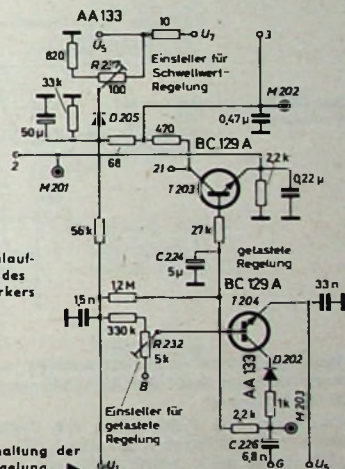 AA 133
10
U5
U7
3
820
R 217
Einsteller für
Schwellwert-
Regelung
100
33k
M 202
D 205
0,47µ
50µ
68
470
BC 129 A
2,2k
2
21
M 201
T 203
0,22µ
56k
27k
getastete
Regelung
C 224
5µ
BC 129 A
lauf-
des
rkers
1,2 M
T 204
33n
1,5n
330k
R 232
5k
D 202
AA 133
B
1k
Einsteller für
getastete
Regelung
2,2k
M 203
C 226
6,8n
haltung der
gelung
U1
G
U5